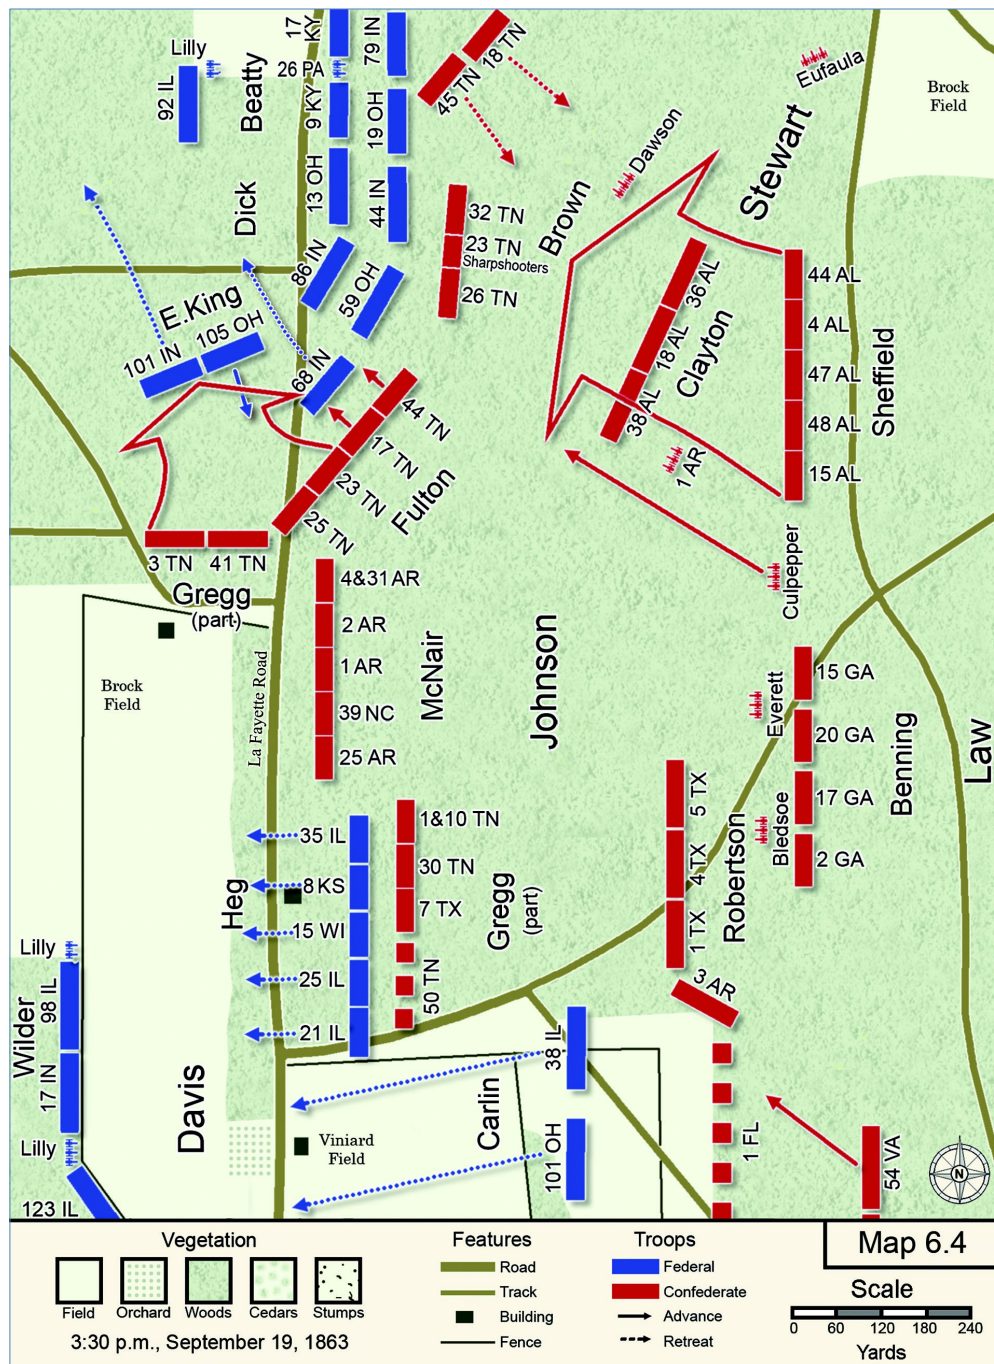 17 KY
79 IN
18 TN
45 TN
Lilly
26 PA
92 IL
Beatty
9 KY
19 OH
Eufaula
Brock
Field
Dawson
Stewart
13 OH
44 IN
Dick
32 TN
23 TN
Sharpshooters
26 TN
Brown
86 IN
59 OH
36 AL
18 AL
38 AL
Clayton
44 AL
4 AL
47 AL
48 AL
15 AL
Sheffield
E.King
101 IN
105 OH
68 IN
44 TN
17 TN
23 TN
25 TN
Fulton
1 AR
Culpepper
3 TN
41 TN
Gregg
(part)
4&31 AR
2 AR
1 AR
39 NC
25 AR
McNair
Johnson
La Fayette Road
Brock
Field
15 GA
20 GA
17 GA
2 GA
Everett
Bledsoe
Benning
Law
5 TX
4 TX
1 TX
Robertson
3 AR
35 IL
8 KS
15 WI
25 IL
21 IL
Heg
1&10 TN
30 TN
7 TX
50 TN
Gregg
(part)
Lilly
98 IL
17 IN
Wilder
Lilly
123 IL
Davis
Viniard
Field
Carlin
38 IL
101 OH
1 FL
54 VA
N
Vegetation
Field
Orchard
Woods
Cedars
Stumps
3:30 p.m., September 19, 1863
Features
Road
Track
Building
Fence
Troops
Federal
Confederate
Advance
Retreat
Map 6.4
Scale
0 60 120 180 240
Yards